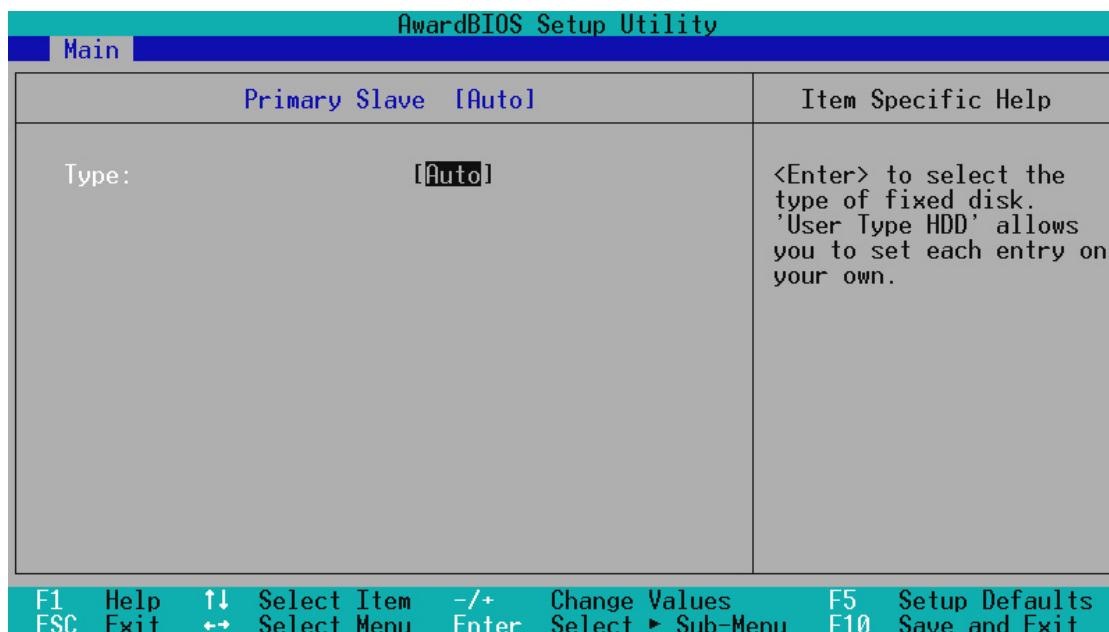 AwardBIOS Setup Utility
Main
Primary Slave [Auto]
Item Specific Help
Type: [Auto]
<Enter> to select the
type of fixed disk.
'User Type HDD' allows
you to set each entry on
your own.
F1 Help ↑↓ Select Item -/+ Change Values F5 Setup Defaults
ESC Exit ←→ Select Menu Enter Select ► Sub-Menu F10 Save and Exit